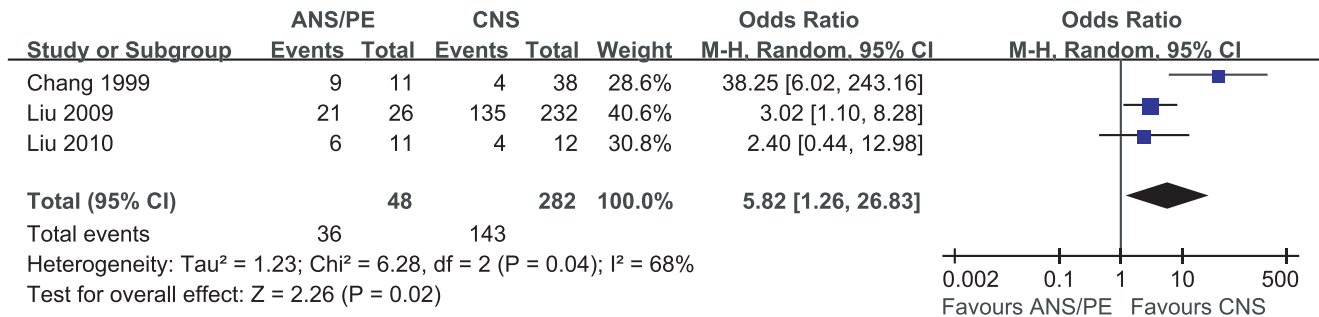 ANS/PE CNS Odds Ratio Odds Ratio
Study or Subgroup Events Total Events Total Weight M-H, Random, 95% CI M-H, Random, 95% CI
Chang 1999 9 11 4 38 28.6% 38.25 [6.02, 243.16]
Liu 2009 21 26 135 232 40.6% 3.02 [1.10, 8.28]
Liu 2010 6 11 4 12 30.8% 2.40 [0.44, 12.98]
Total (95% CI) 48 282 100.0% 5.82 [1.26, 26.83]
Total events 36 143
Heterogeneity: Tau² = 1.23; Chi² = 6.28, df = 2 (P = 0.04); I² = 68%
Test for overall effect: Z = 2.26 (P = 0.02)
0.002 0.1 1 10 500
Favours ANS/PE Favours CNS